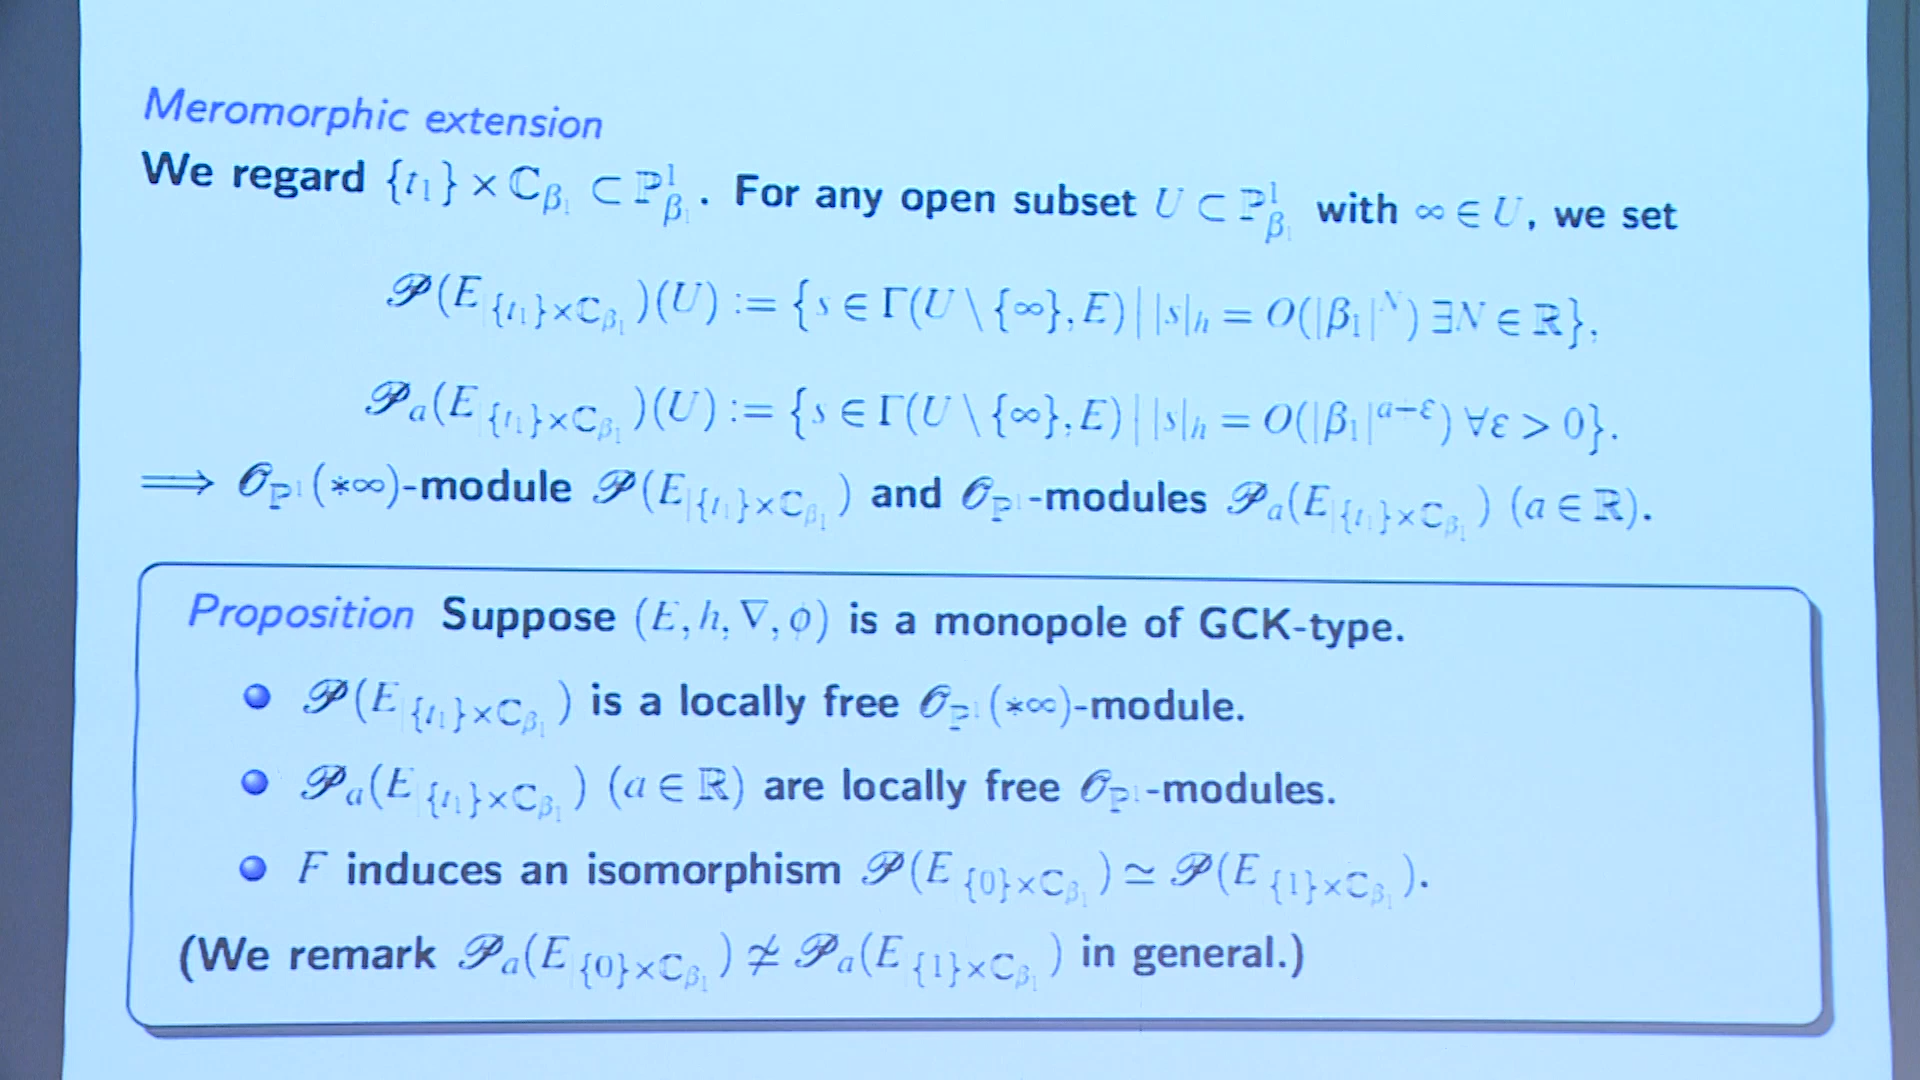 Meromorphic extension
We regard {t₁} × ℂ_{β₁} ⊂ ℙ¹_{β₁}. For any open subset U ⊂ ℙ¹_{β₁} with ∞ ∈ U, we set
𝒫(E_{|{t₁}×ℂ_{β₁}})(U) := {s ∈ Γ(U \ {∞}, E) | |s|_h = O(|β₁|^N) ∃N ∈ ℝ},
𝒫_a(E_{|{t₁}×ℂ_{β₁}})(U) := {s ∈ Γ(U \ {∞}, E) | |s|_h = O(|β₁|^{a−ε}) ∀ε > 0}.
⟹ 𝒪_{ℙ¹}(∗∞)-module 𝒫(E_{|{t₁}×ℂ_{β₁}}) and 𝒪_{ℙ¹}-modules 𝒫_a(E_{|{t₁}×ℂ_{β₁}}) (a ∈ ℝ).
Proposition Suppose (E, h, ∇, ϕ) is a monopole of GCK-type.
● 𝒫(E_{|{t₁}×ℂ_{β₁}}) is a locally free 𝒪_{ℙ¹}(∗∞)-module.
● 𝒫_a(E_{|{t₁}×ℂ_{β₁}}) (a ∈ ℝ) are locally free 𝒪_{ℙ¹}-modules.
● F induces an isomorphism 𝒫(E_{|{0}×ℂ_{β₁}}) ≃ 𝒫(E_{|{1}×ℂ_{β₁}}).
(We remark 𝒫_a(E_{|{0}×ℂ_{β₁}}) ≄ 𝒫_a(E_{|{1}×ℂ_{β₁}}) in general.)